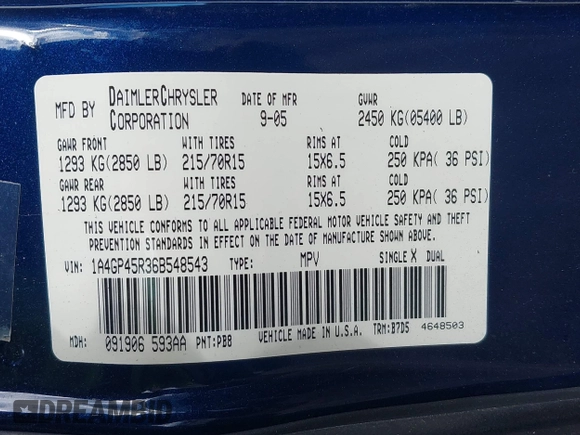 MFD BY DAIMLERCHRYSLER CORPORATION DATE OF MFR 9-05 GVWR 2450 KG(05400 LB)
GAWR FRONT WITH TIRES RIMS AT COLD
1293 KG(2850 LB) 215/70R15 15X6.5 250 KPA( 36 PSI)
GAWR REAR WITH TIRES RIMS AT COLD
1293 KG(2850 LB) 215/70R15 15X6.5 250 KPA( 36 PSI)
THIS VEHICLE CONFORMS TO ALL APPLICABLE FEDERAL MOTOR VEHICLE SAFETY AND THEFT
PREVENTION STANDARDS IN EFFECT ON THE DATE OF MANUFACTURE SHOWN ABOVE.
VIN: 1A4GP45R36B548543 TYPE: MPV SINGLE X DUAL
MDH: 091906 593AA PNT:PB8 VEHICLE MADE IN U.S.A. TRM:B7D5 4648503
DREAMBID